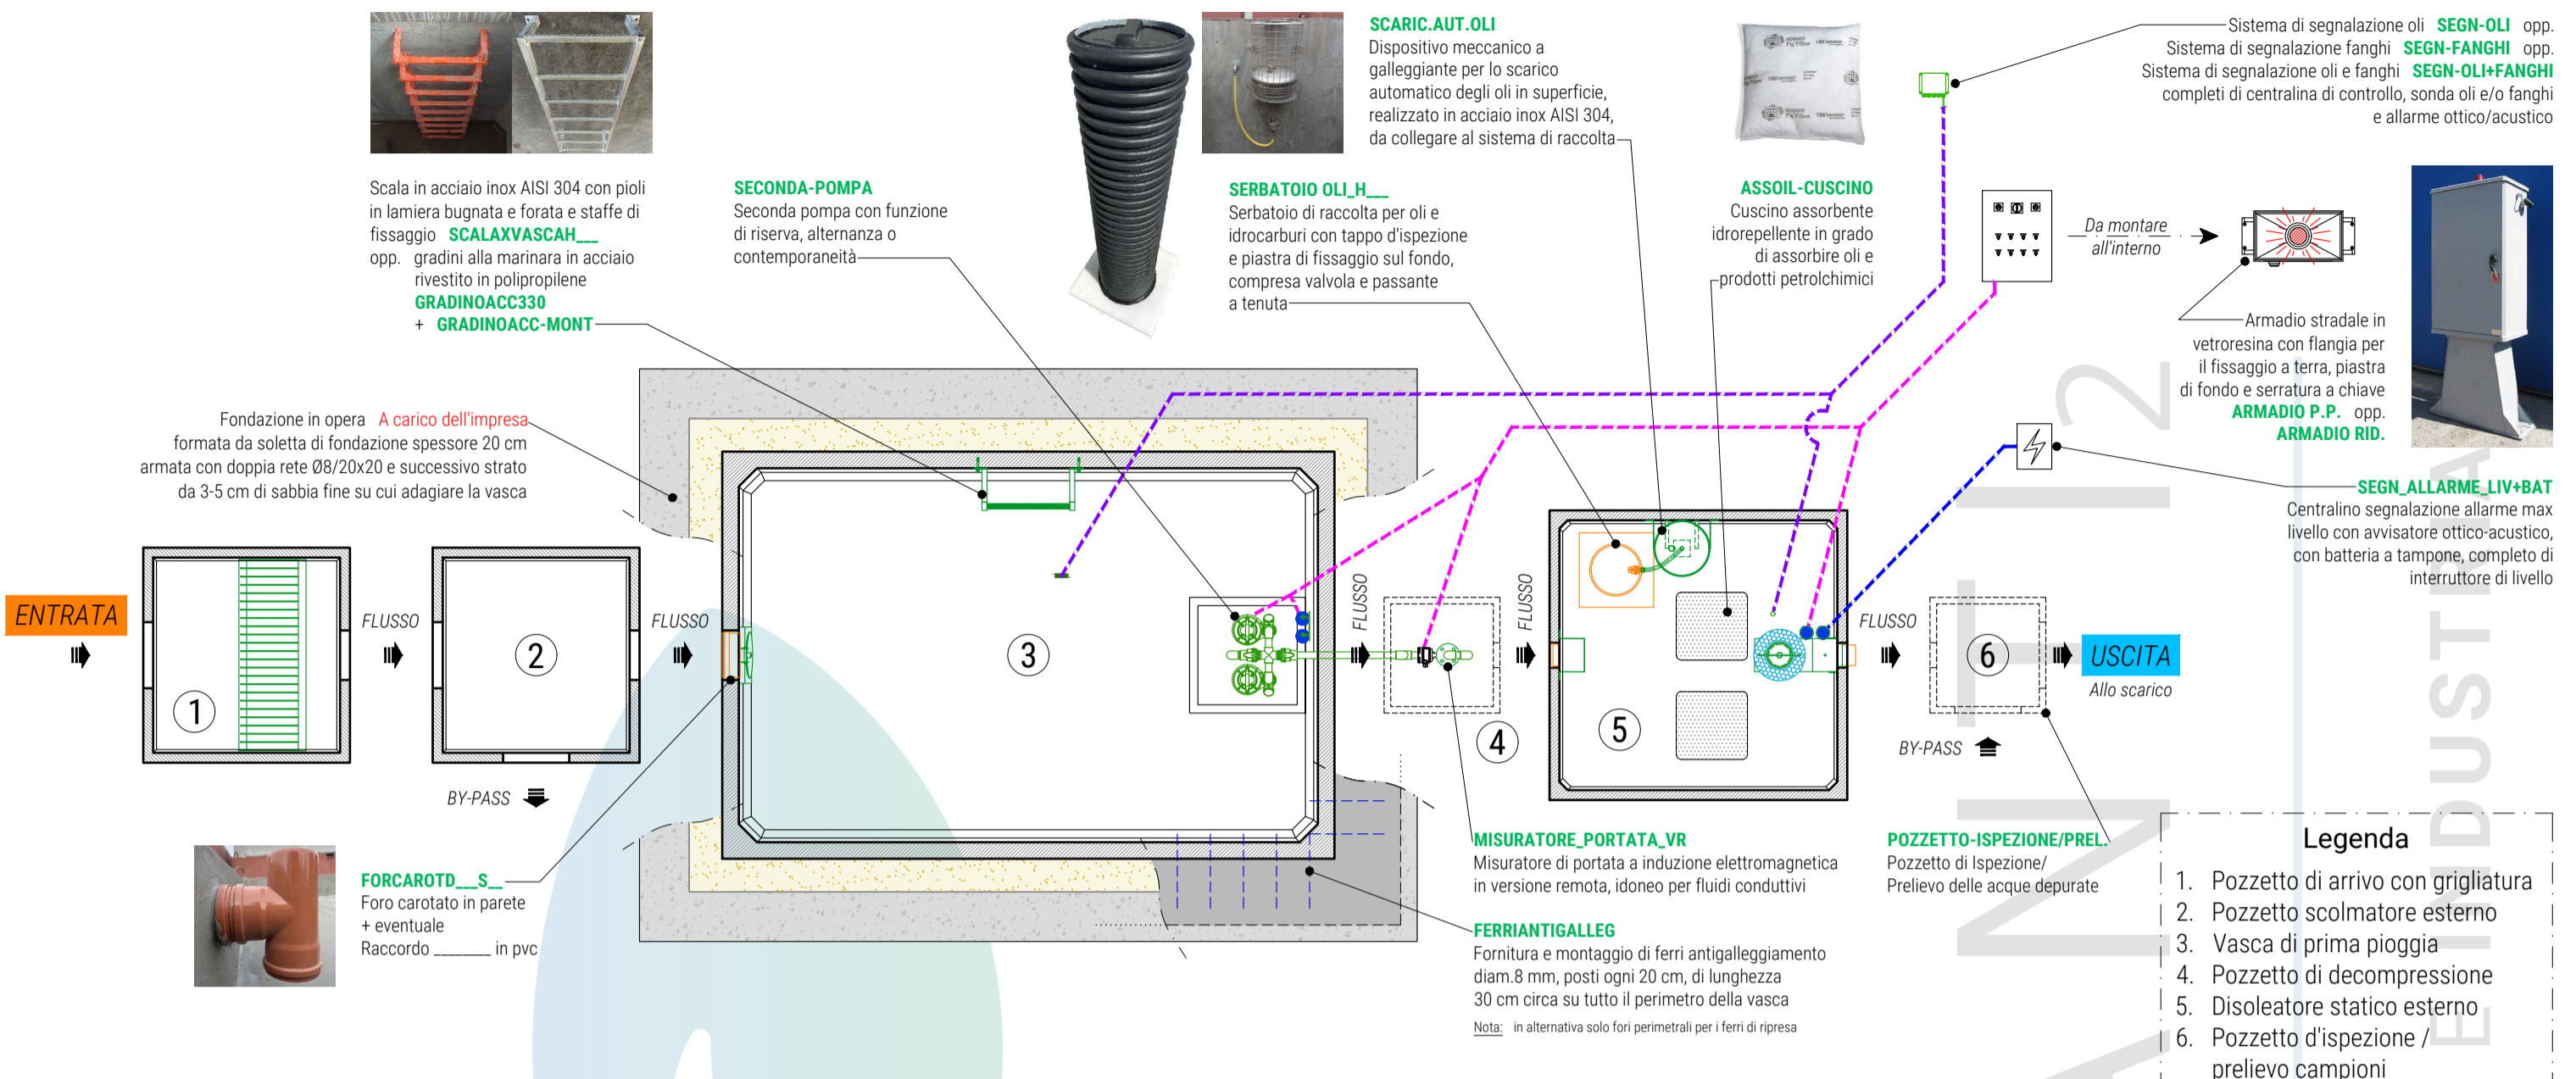 SCARIC.AUT.OLI
Dispositivo meccanico a
galleggiante per lo scarico
automatico degli oli in superficie,
realizzato in acciaio inox AISI 304,
da collegare al sistema di raccolta
Sistema di segnalazione oli SEGN-OLI opp.
Sistema di segnalazione fanghi SEGN-FANGHI opp.
Sistema di segnalazione oli e fanghi SEGN-OLI+FANGHI
completi di centralina di controllo, sonda oli e/o fanghi
e allarme ottico/acustico
Scala in acciaio inox AISI 304 con pioli
in lamiera bugnata e forata e staffe di
fissaggio SCALAXVASCAH___
opp. gradini alla marinara in acciaio
rivestito in polipropilene
GRADINOACC330
+ GRADINOACC-MONT
SECONDA-POMPA
Seconda pompa con funzione
di riserva, alternanza o
contemporaneità
SERBATOIO OLI_H___
Serbatoio di raccolta per oli e
idrocarburi con tappo d'ispezione
e piastra di fissaggio sul fondo,
compresa valvola e passante
a tenuta
ASSOIL-CUSCINO
Cuscino assorbente
idrorepellente in grado
di assorbire oli e
prodotti petrolchimici
Da montare
all'interno
Armadio stradale in
vetroresina con flangia per
il fissaggio a terra, piastra
di fondo e serratura a chiave
ARMADIO P.P. opp.
ARMADIO RID.
Fondazione in opera A carico dell'impresa
formata da soletta di fondazione spessore 20 cm
armata con doppia rete Ø8/20x20 e successivo strato
da 3-5 cm di sabbia fine su cui adagiare la vasca
SEGN_ALLARME_LIV+BAT
Centralino segnalazione allarme max
livello con avvisatore ottico-acustico,
con batteria a tampone, completo di
interruttore di livello
ENTRATA
1
FLUSSO
2
BY-PASS
FLUSSO
3
FLUSSO
4
FLUSSO
5
FLUSSO
6
BY-PASS
USCITA
Allo scarico
FORCAROTD___S__
Foro carotato in parete
+ eventuale
Raccordo ________ in pvc
MISURATORE_PORTATA_VR
Misuratore di portata a induzione elettromagnetica
in versione remota, idoneo per fluidi conduttivi
FERRIANTIGALLEG
Fornitura e montaggio di ferri antigalleggiamento
diam.8 mm, posti ogni 20 cm, di lunghezza
30 cm circa su tutto il perimetro della vasca
Nota: in alternativa solo fori perimetrali per i ferri di ripresa
POZZETTO-ISPEZIONE/PREL.
Pozzetto di Ispezione/
Prelievo delle acque depurate
Legenda
1. Pozzetto di arrivo con grigliatura
2. Pozzetto scolmatore esterno
3. Vasca di prima pioggia
4. Pozzetto di decompressione
5. Disoleatore statico esterno
6. Pozzetto d'ispezione /
prelievo campioni
E INDUSTRIA